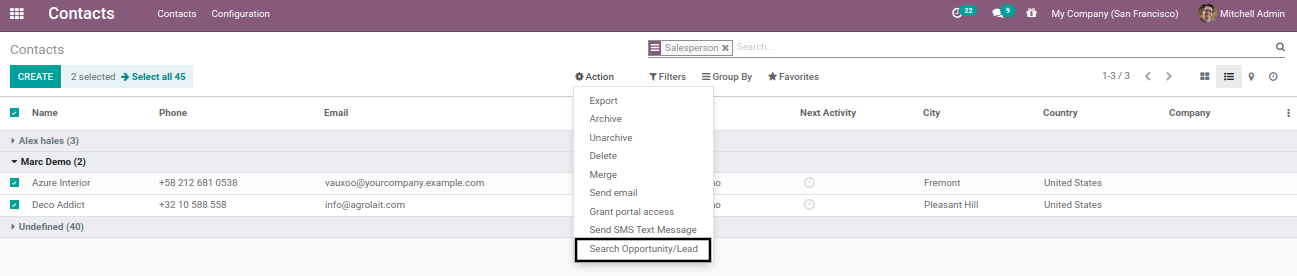 Contacts Contacts Configuration 22 9 My Company (San Francisco) Mitchell Admin
Contacts Salesperson Search...
CREATE 2 selected Select all 45 Action Filters Group By Favorites 1-3 / 3
Name Phone Email Next Activity City Country Company
Export
Archive
Alex hales (3)
Unarchive
Marc Demo (2)
Delete
Merge
Azure Interior +58 212 681 0538 vauxoo@yourcompany.example.com Fremont United States
Send email
Deco Addict +32 10 588 558 info@agrolait.com Pleasant Hill United States
Grant portal access
Undefined (40)
Send SMS Text Message
Search Opportunity/Lead